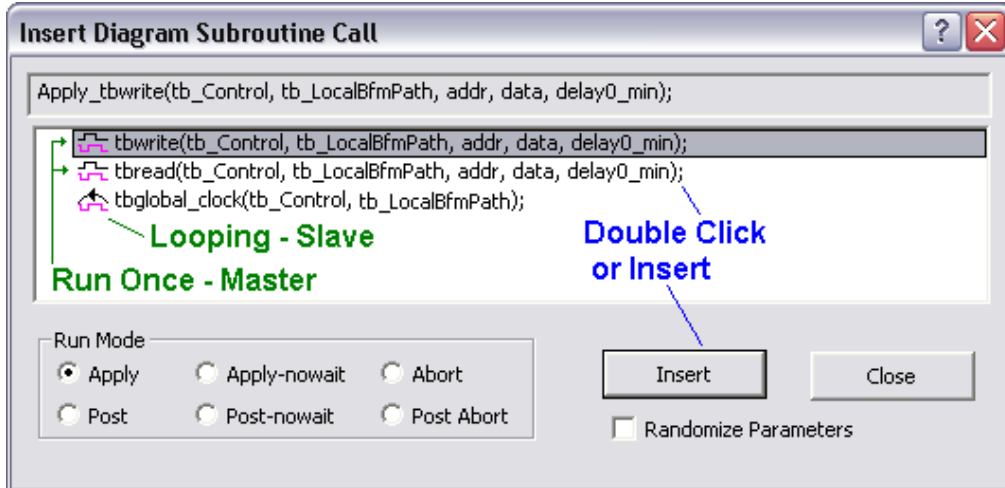 Insert Diagram Subroutine Call
Apply_tbwrite(tb_Control, tb_LocalBfmPath, addr, data, delay0_min);
tbwrite(tb_Control, tb_LocalBfmPath, addr, data, delay0_min);
tbread(tb_Control, tb_LocalBfmPath, addr, data, delay0_min);
tbglobal_clock(tb_Control, tb_LocalBfmPath);
Looping - Slave
Run Once - Master
Double Click
or Insert
Run Mode
Apply Apply-nowait Abort
Post Post-nowait Post Abort
Insert Close
Randomize Parameters